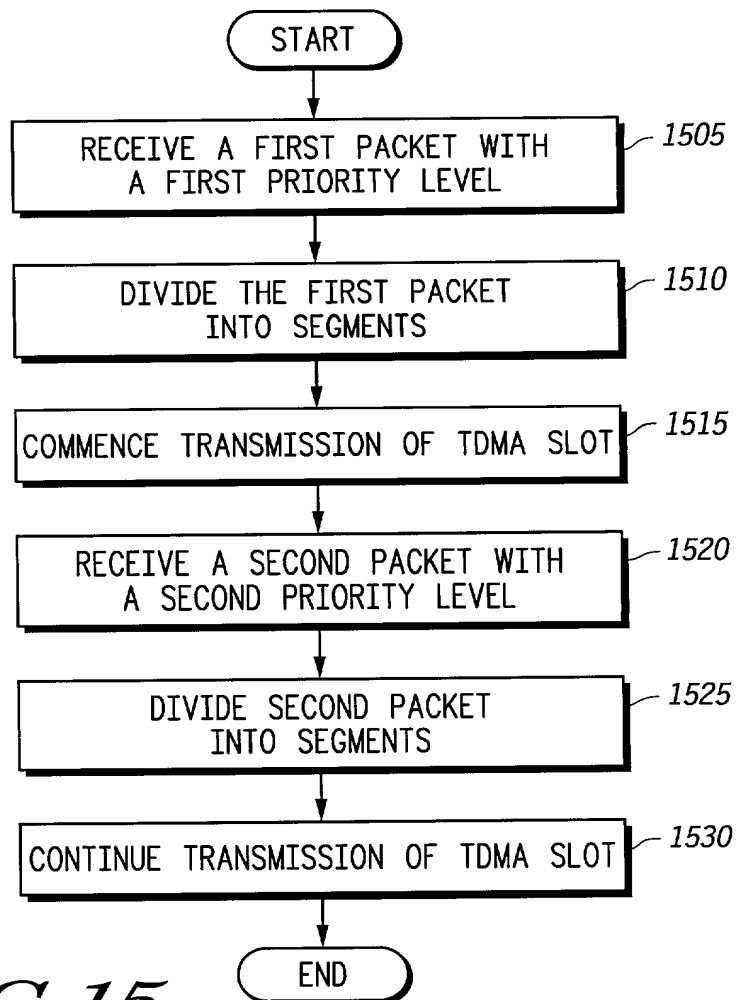 START
RECEIVE A FIRST PACKET WITH
A FIRST PRIORITY LEVEL
1505
DIVIDE THE FIRST PACKET
INTO SEGMENTS
1510
COMMENCE TRANSMISSION OF TDMA SLOT
1515
RECEIVE A SECOND PACKET WITH
A SECOND PRIORITY LEVEL
1520
DIVIDE SECOND PACKET
INTO SEGMENTS
1525
CONTINUE TRANSMISSION OF TDMA SLOT
1530
END